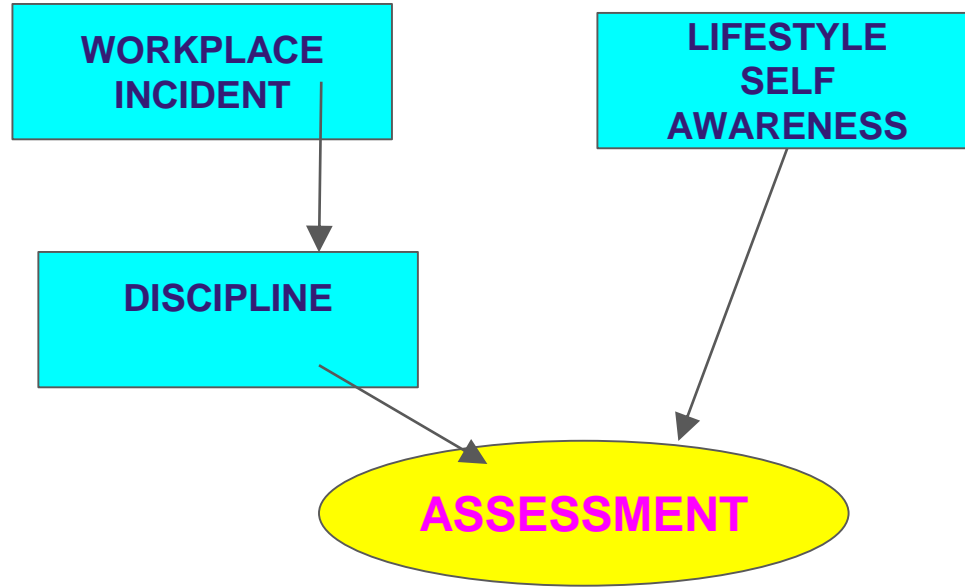 WORKPLACE
INCIDENT
LIFESTYLE
SELF
AWARENESS
DISCIPLINE
ASSESSMENT